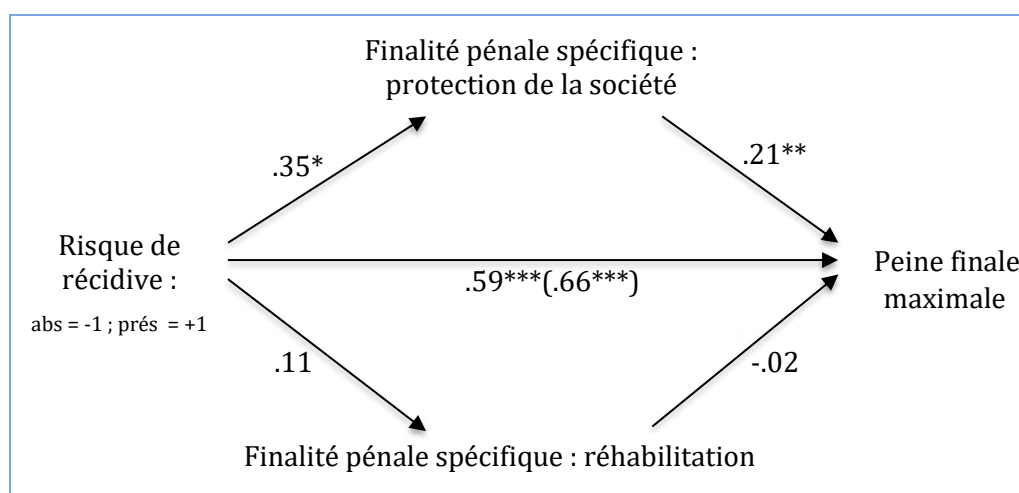 Finalité pénale spécifique :
protection de la société
.35*
.21**
Risque de
récidive :
abs = -1 ; prés = +1
.59***(.66***)
Peine finale
maximale
.11
-.02
Finalité pénale spécifique : réhabilitation